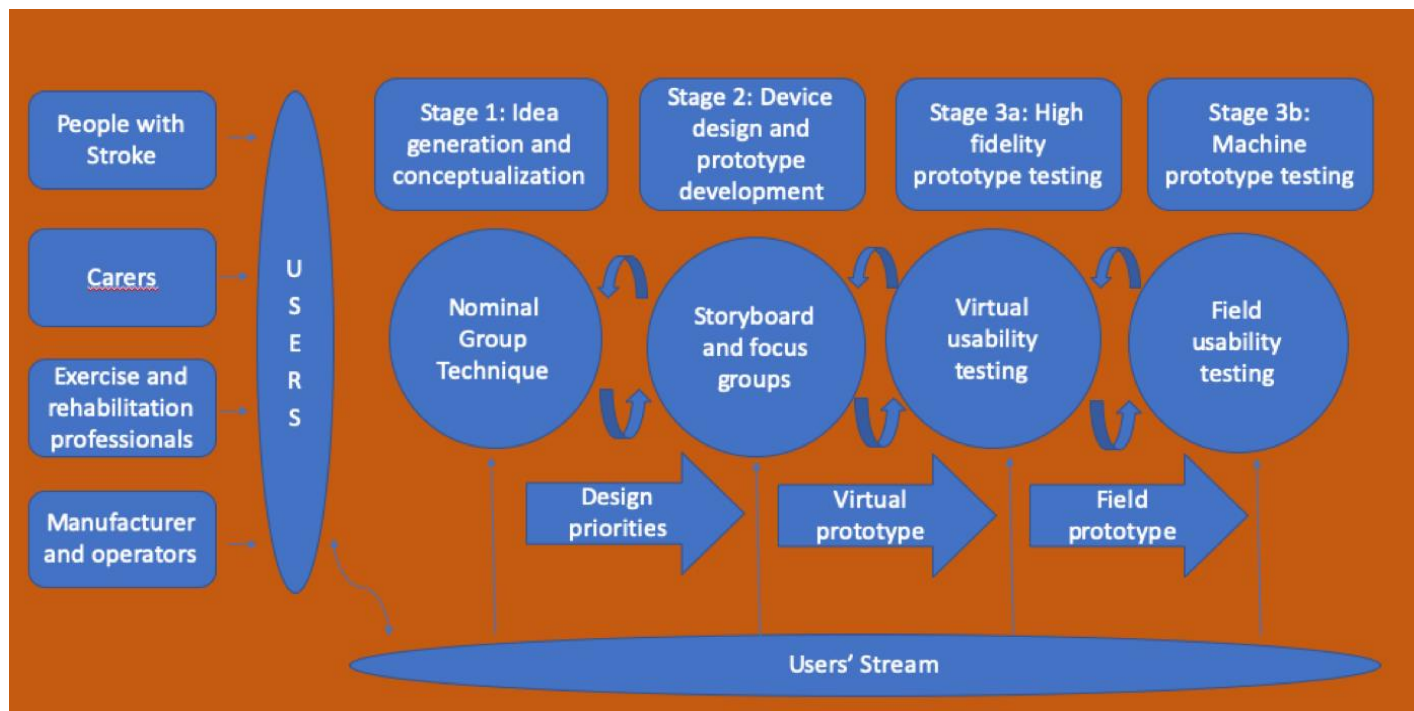 People with
Stroke
Carers
Exercise and
rehabilitation
professionals
Manufacturer
and operators
U
S
E
R
S
Stage 1: Idea
generation and
conceptualization
Stage 2: Device
design and
prototype
development
Stage 3a: High
fidelity
prototype testing
Stage 3b:
Machine
prototype testing
Nominal
Group
Technique
Storyboard
and focus
groups
Virtual
usability
testing
Field
usability
testing
Design
priorities
Virtual
prototype
Field
prototype
Users' Stream